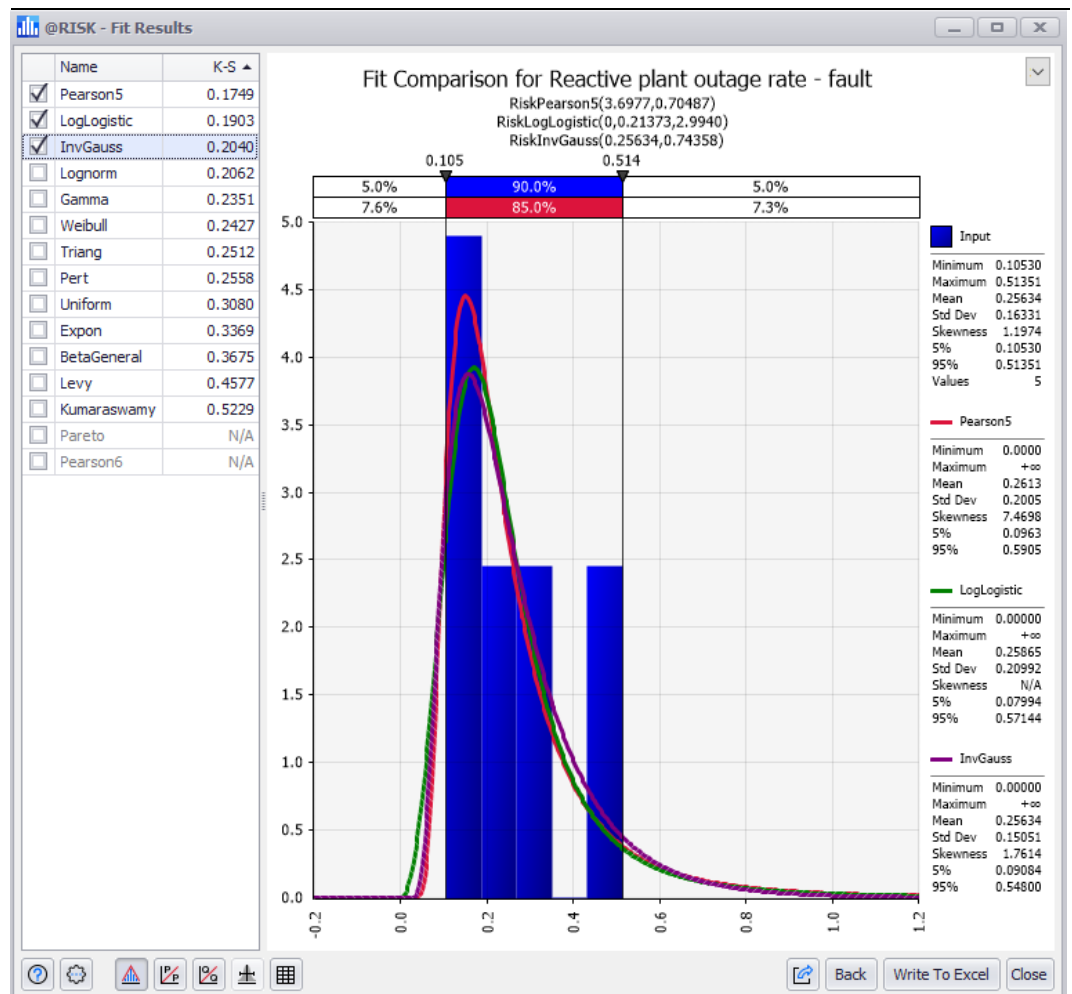 @RISK - Fit Results
Name K-S
Pearson5 0.1749
LogLogistic 0.1903
InvGauss 0.2040
Lognorm 0.2062
Gamma 0.2351
Weibull 0.2427
Triang 0.2512
Pert 0.2558
Uniform 0.3080
Expon 0.3369
BetaGeneral 0.3675
Levy 0.4577
Kumaraswamy 0.5229
Pareto N/A
Pearson6 N/A
Fit Comparison for Reactive plant outage rate - fault
RiskPearson5(3.6977,0.70487)
RiskLogLogistic(0,0.21373,2.9940)
RiskInvGauss(0.25634,0.74358)
0.105 0.514
5.0% 90.0% 5.0%
7.6% 85.0% 7.3%
5.0
4.5
4.0
3.5
3.0
2.5
2.0
1.5
1.0
0.5
0.0
-0.2 0.0 0.2 0.4 0.6 0.8 1.0 1.2
Input
Minimum 0.10530
Maximum 0.51351
Mean 0.25634
Std Dev 0.16331
Skewness 1.1974
5% 0.10530
95% 0.51351
Values 5
Pearson5
Minimum 0.0000
Maximum +∞
Mean 0.2613
Std Dev 0.2005
Skewness 7.4698
5% 0.0963
95% 0.5905
LogLogistic
Minimum 0.00000
Maximum +∞
Mean 0.25865
Std Dev 0.20992
Skewness N/A
5% 0.07994
95% 0.57144
InvGauss
Minimum 0.00000
Maximum +∞
Mean 0.25634
Std Dev 0.15051
Skewness 1.7614
5% 0.09084
95% 0.54800
Back Write To Excel Close